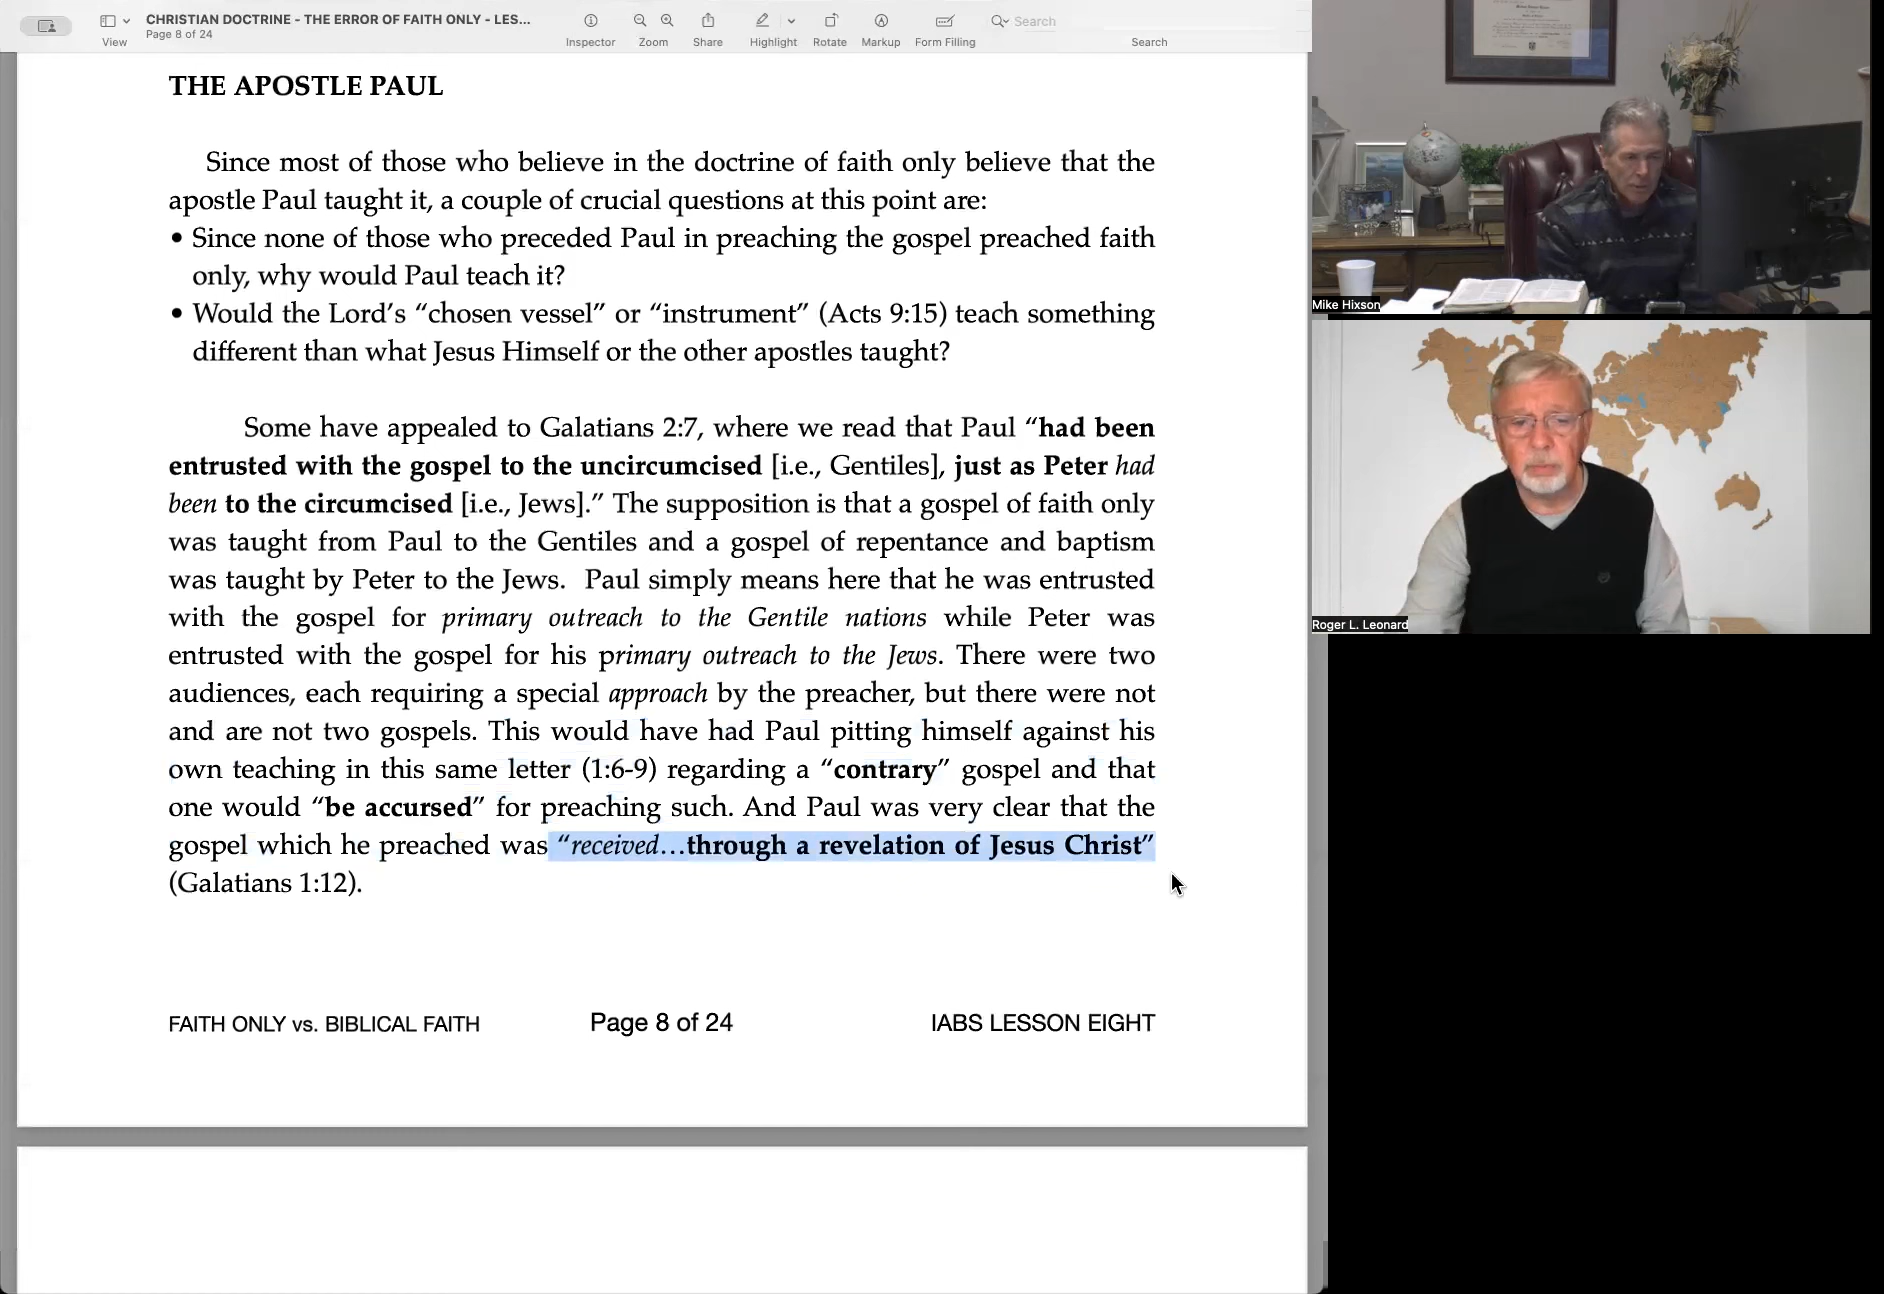 CHRISTIAN DOCTRINE - THE ERROR OF FAITH ONLY - LES...
Page 8 of 24
View
Inspector
Zoom
Share
Highlight
Rotate
Markup
Form Filling
Search
Search
THE APOSTLE PAUL
Since most of those who believe in the doctrine of faith only believe that the
apostle Paul taught it, a couple of crucial questions at this point are:
• Since none of those who preceded Paul in preaching the gospel preached faith
only, why would Paul teach it?
• Would the Lord’s “chosen vessel” or “instrument” (Acts 9:15) teach something
different than what Jesus Himself or the other apostles taught?
Some have appealed to Galatians 2:7, where we read that Paul “had been
entrusted with the gospel to the uncircumcised [i.e., Gentiles], just as Peter had
been to the circumcised [i.e., Jews].” The supposition is that a gospel of faith only
was taught from Paul to the Gentiles and a gospel of repentance and baptism
was taught by Peter to the Jews. Paul simply means here that he was entrusted
with the gospel for primary outreach to the Gentile nations while Peter was
entrusted with the gospel for his primary outreach to the Jews. There were two
audiences, each requiring a special approach by the preacher, but there were not
and are not two gospels. This would have had Paul pitting himself against his
own teaching in this same letter (1:6-9) regarding a “contrary” gospel and that
one would “be accursed” for preaching such. And Paul was very clear that the
gospel which he preached was “received…through a revelation of Jesus Christ”
(Galatians 1:12).
FAITH ONLY vs. BIBLICAL FAITH
Page 8 of 24
IABS LESSON EIGHT
Mike Hixson
Roger L. Leonard